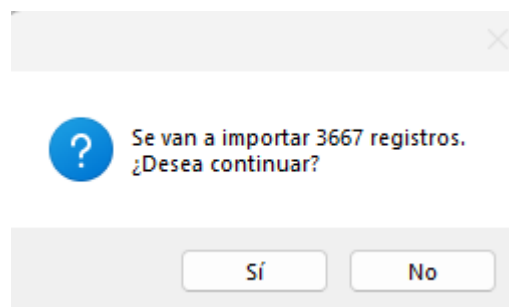 Se van a importar 3667 registros.
¿Desea continuar?
Sí
No